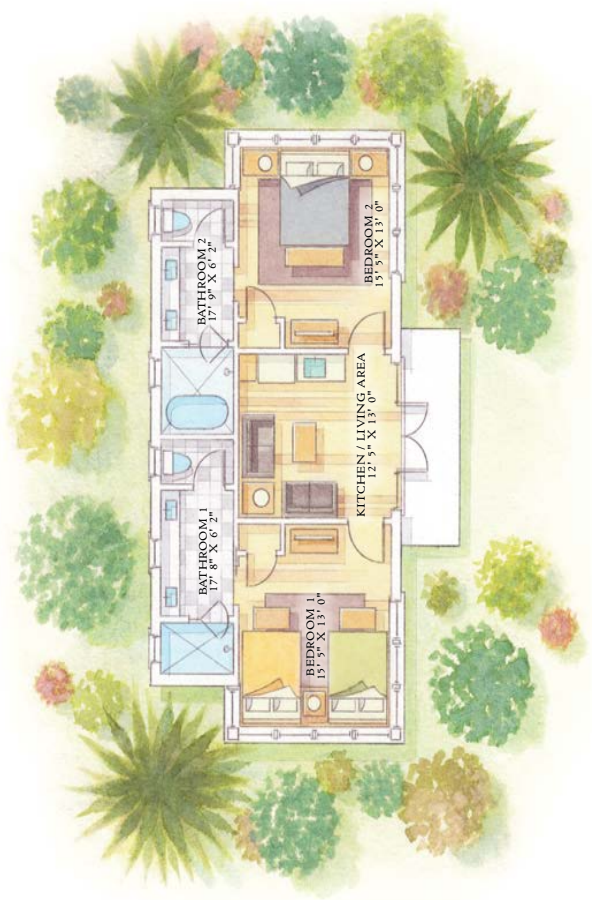 BATHROOM 2
17' 9" X 6' 2"
BEDROOM 2
15' 5" X 13' 0"
KITCHEN / LIVING AREA
12' 5" X 13' 0"
BATHROOM 1
17' 8" X 6' 2"
BEDROOM 1
15' 5" X 13' 0"